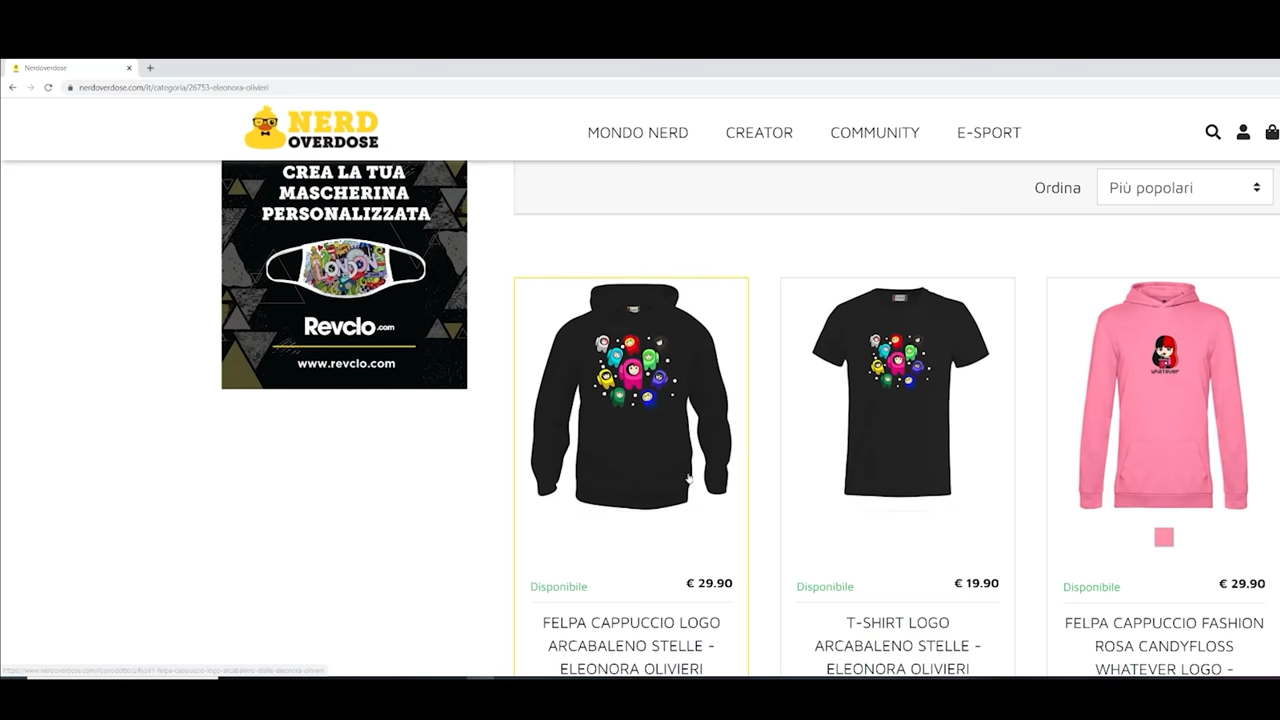 Nerdoverdose
nerdoverdose.com/it/categoria/26753-eleonora-olivieri
NERD
OVERDOSE
MONDO NERD
CREATOR
COMMUNITY
E-SPORT
CREA LA TUA
MASCHERINA
PERSONALIZZATA
LONDON
Revclo.com
www.revclo.com
Ordina
Più popolari
whatever
Disponibile
€ 29.90
Disponibile
€ 19.90
Disponibile
€ 29.90
FELPA CAPPUCCIO LOGO
ARCABALENO STELLE -
ELEONORA OLIVIERI
T-SHIRT LOGO
ARCABALENO STELLE -
ELEONORA OLIVIERI
FELPA CAPPUCCIO FASHION
ROSA CANDYFLOSS
WHATEVER LOGO -